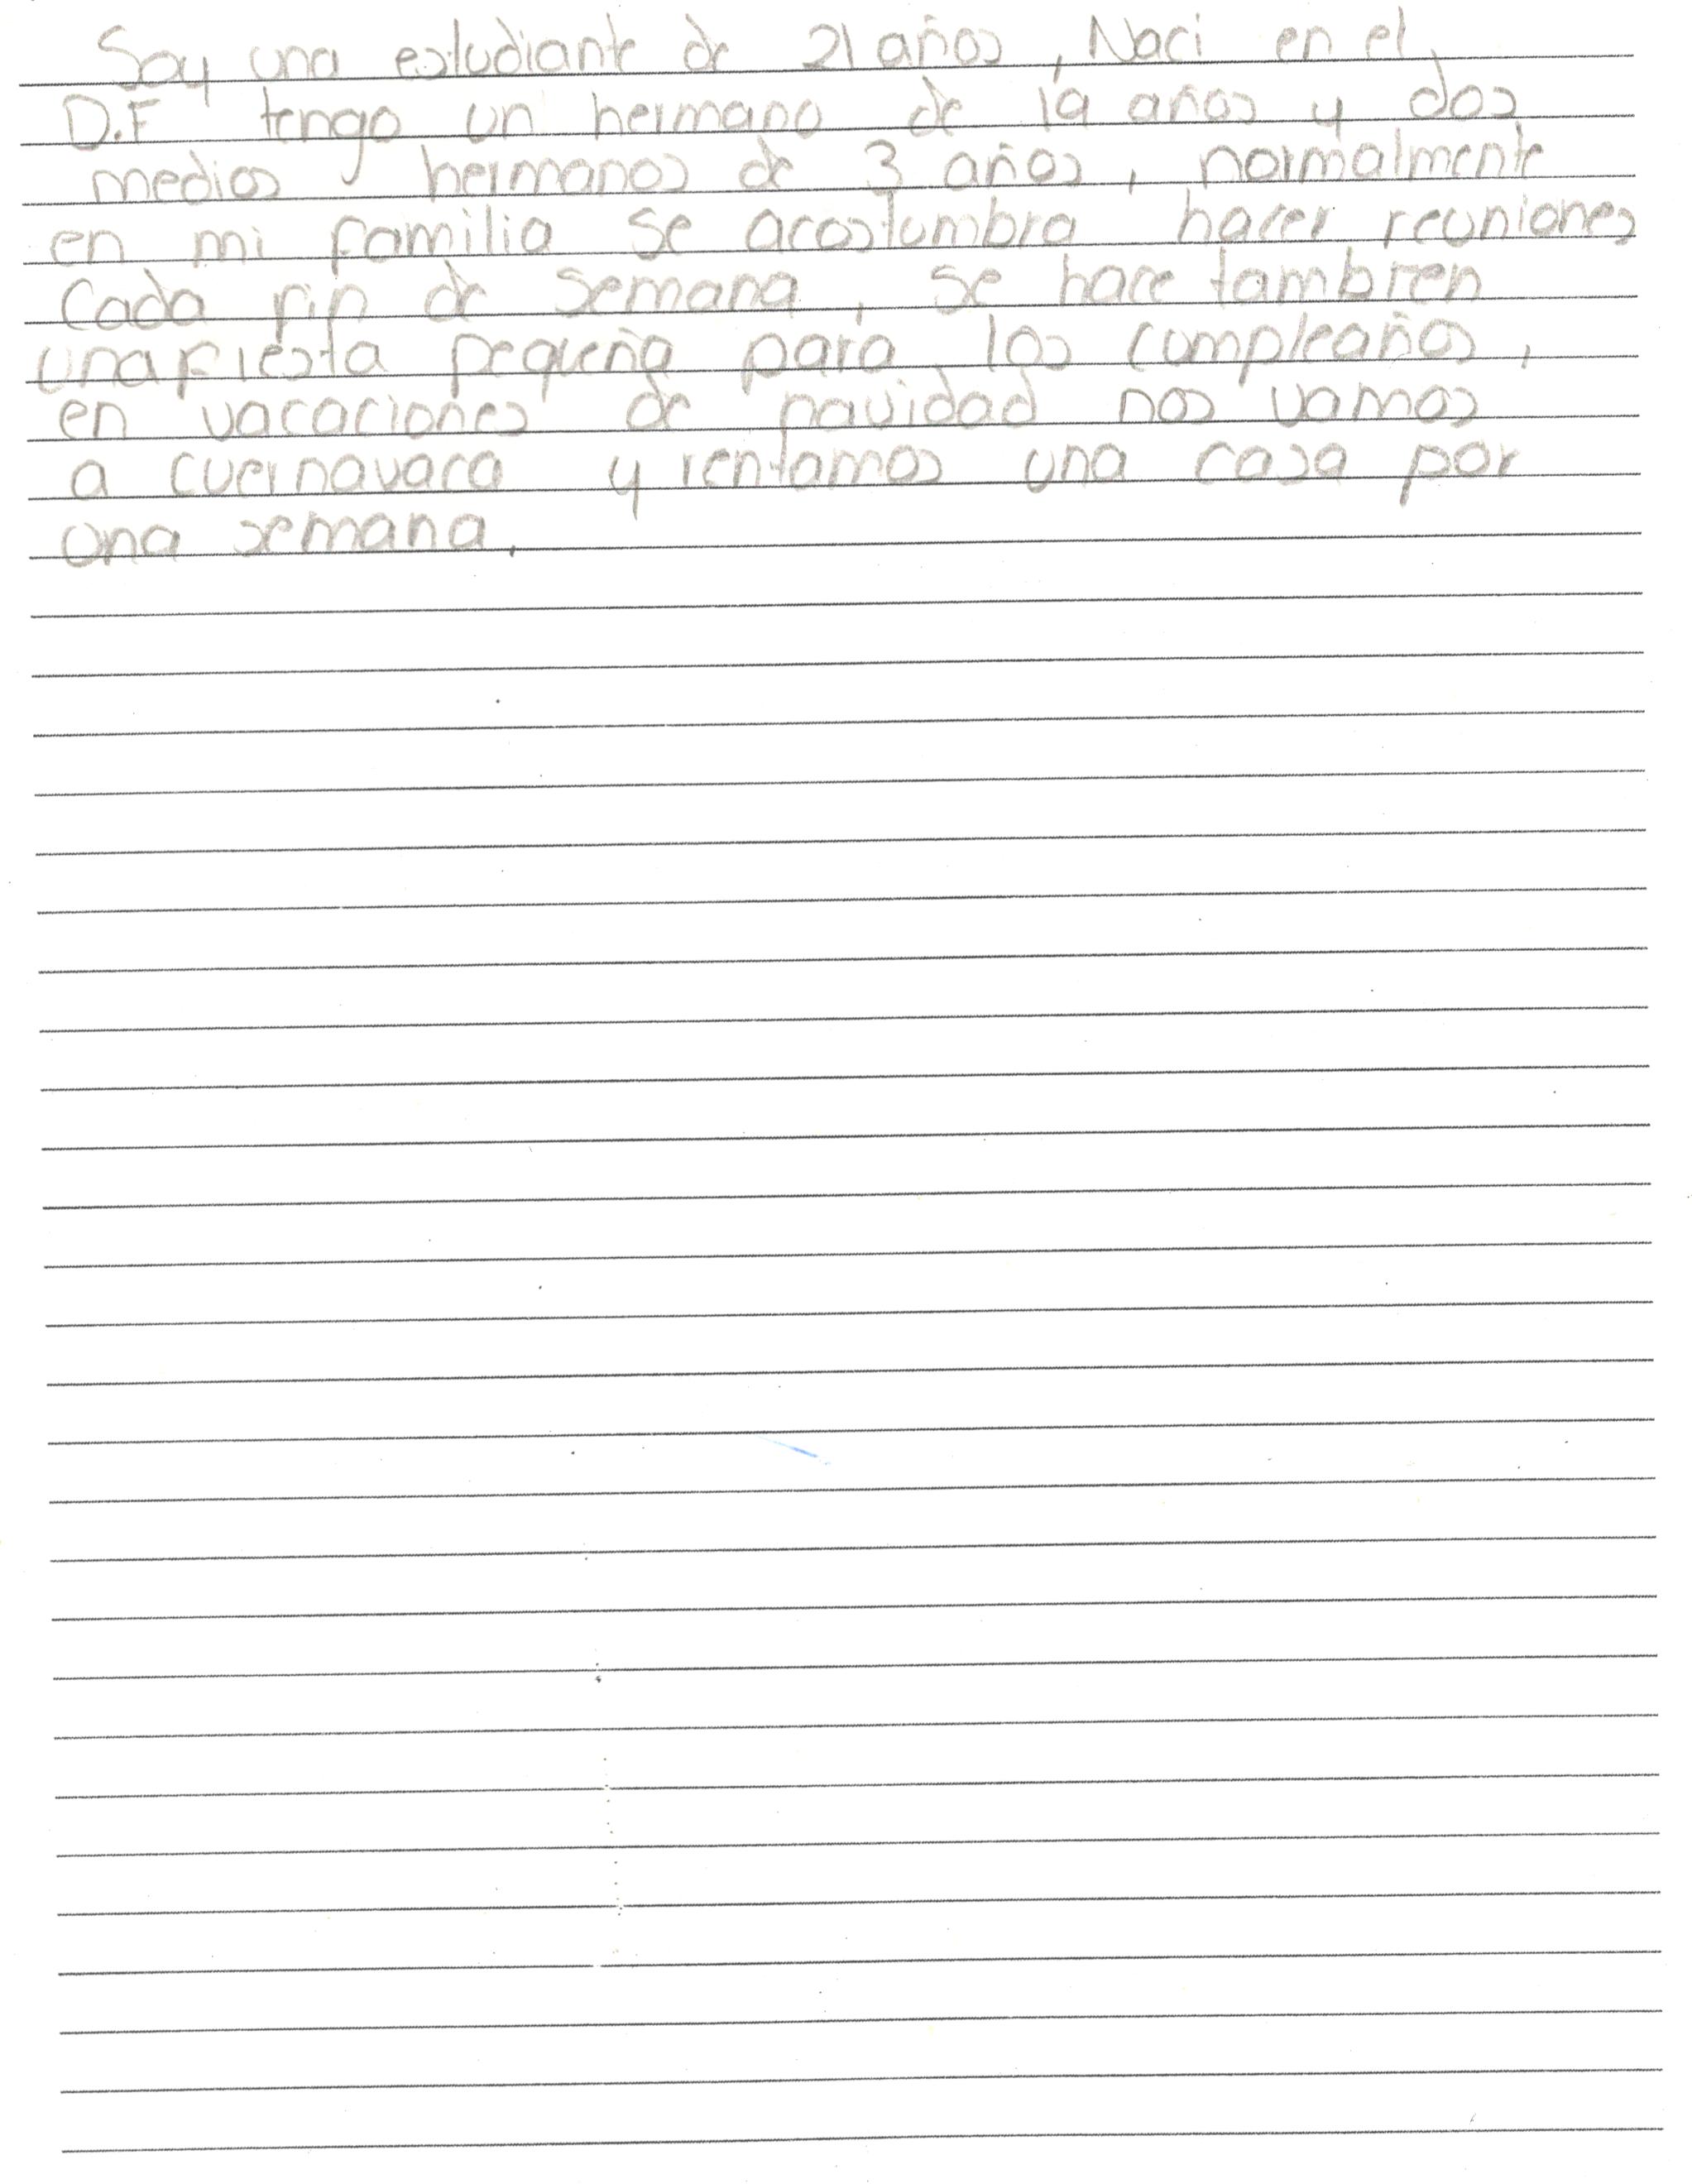 Soy una estudiante de 21 años, Naci en el
D.F tengo un hermano de 19 años y dos
medios hermanos de 3 años, normalmente
en mi familia se acostumbra hacer reuniones
Cada fin de semana, se hace tambien
una fiesta pequeña para los cumpleaños,
en vacaciones de navidad nos vamos
a cuernavaca y rentamos una casa por
una semana.